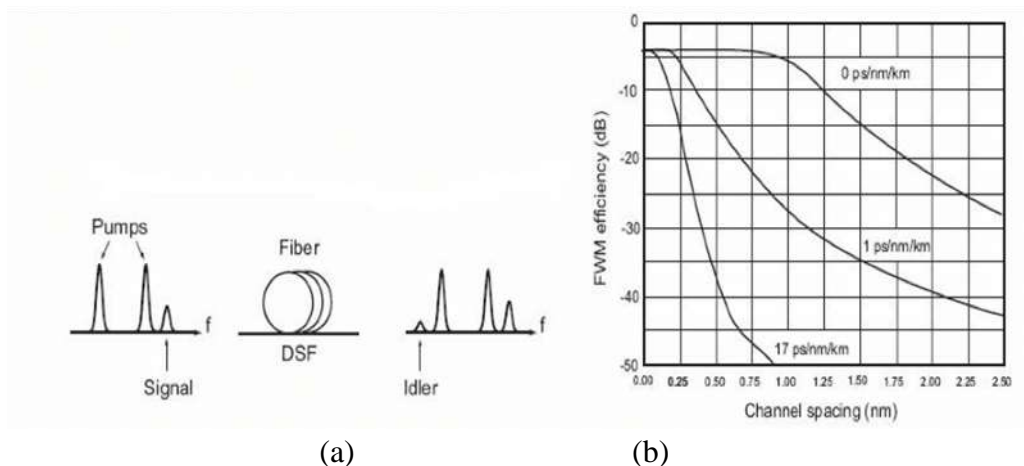 Pumps
f
Signal
Fiber
DSF
f
Idler
(a)
FWM efficiency (dB)
0
-10
-20
-30
-40
-50
0 ps/nm/km
1 ps/nm/km
17 ps/nm/km
0.00 0.25 0.50 0.75 1.00 1.25 1.50 1.75 2.00 2.25 2.50
Channel spacing (nm)
(b)